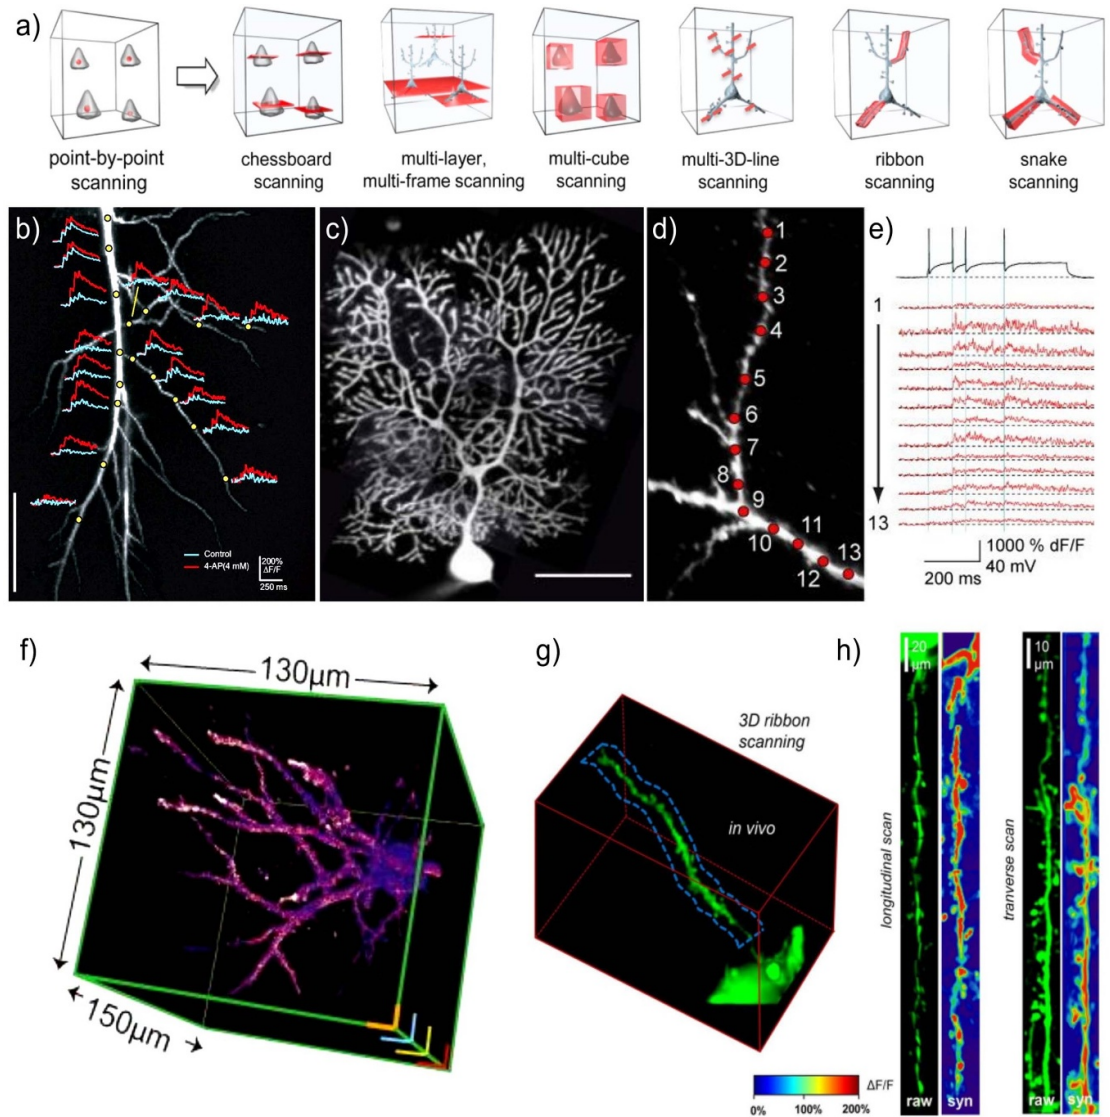 a)
point-by-point
scanning
chessboard
scanning
multi-layer,
multi-frame scanning
multi-cube
scanning
multi-3D-line
scanning
ribbon
scanning
snake
scanning
b)
Control
4-AP(4 mM)
200%
ΔF/F
250 ms
c)
d)
1
2
3
4
5
6
7
8
9
10
11
12
13
e)
1
13
1000 % dF/F
200 ms
40 mV
f)
130µm
130µm
150µm
g)
3D ribbon
scanning
in vivo
ΔF/F
0%
100%
200%
h)
20
µm
longitudinal scan
raw
syn
10
µm
tranverse scan
raw
syn